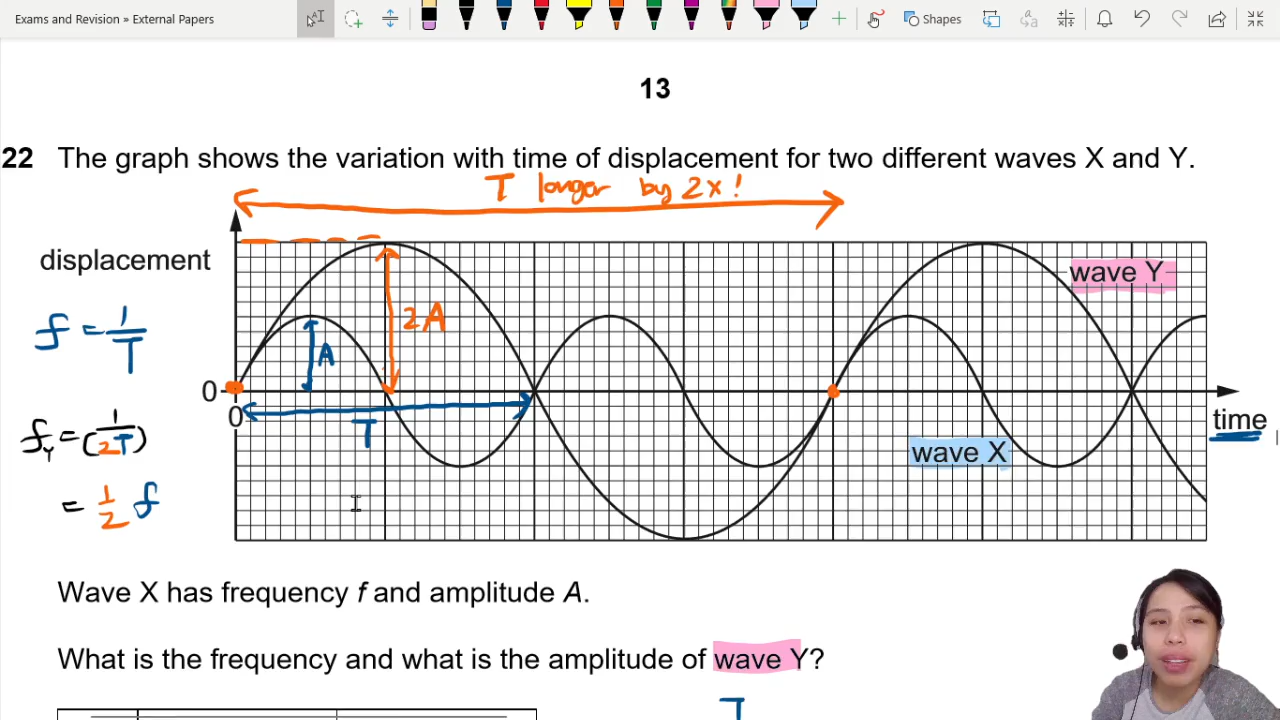 Exams and Revision » External Papers
Shapes
13
22 The graph shows the variation with time of displacement for two different waves X and Y.
T longer by 2x!
displacement
wave Y
f = 1/T
2A
A
0
0
T
time
fY = (1/2T)
wave X
= 1/2 f
Wave X has frequency f and amplitude A.
What is the frequency and what is the amplitude of wave Y?
T